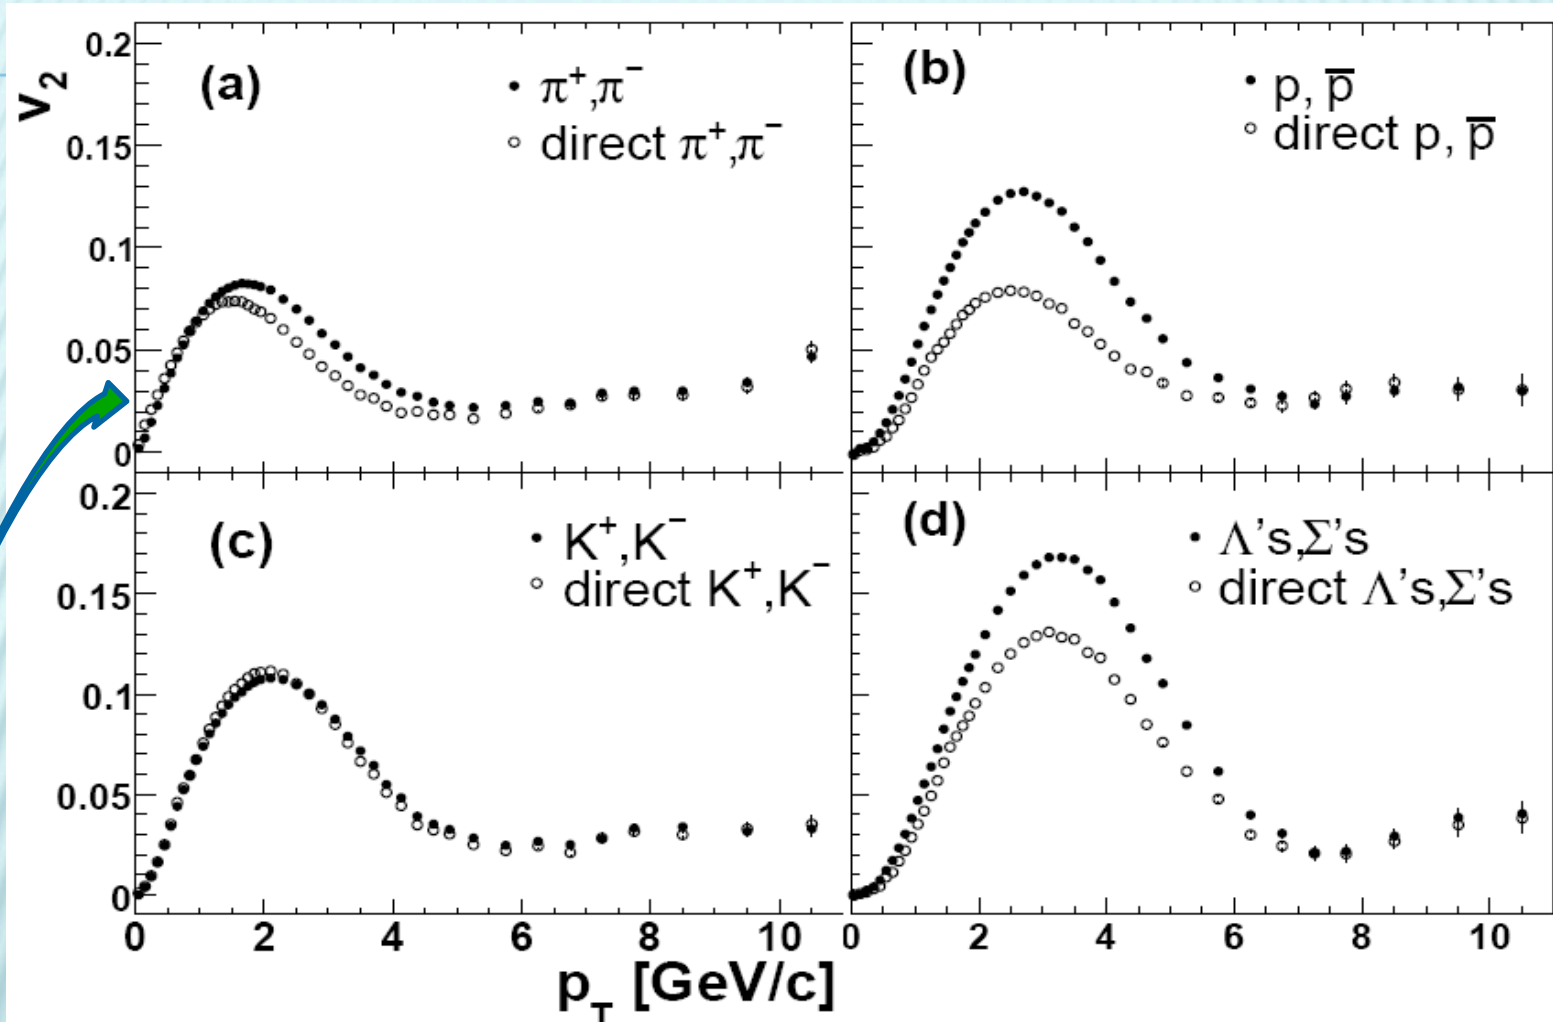 v₂
0.2
0.15
0.1
0.05
0
(a)
π⁺,π⁻
direct π⁺,π⁻
(b)
p, p̅
direct p, p̅
0.2
0.15
0.1
0.05
0
(c)
K⁺,K⁻
direct K⁺,K⁻
(d)
Λ's,Σ's
direct Λ's,Σ's
0 2 4 6 8 10
0 2 4 6 8 10
p_T [GeV/c]